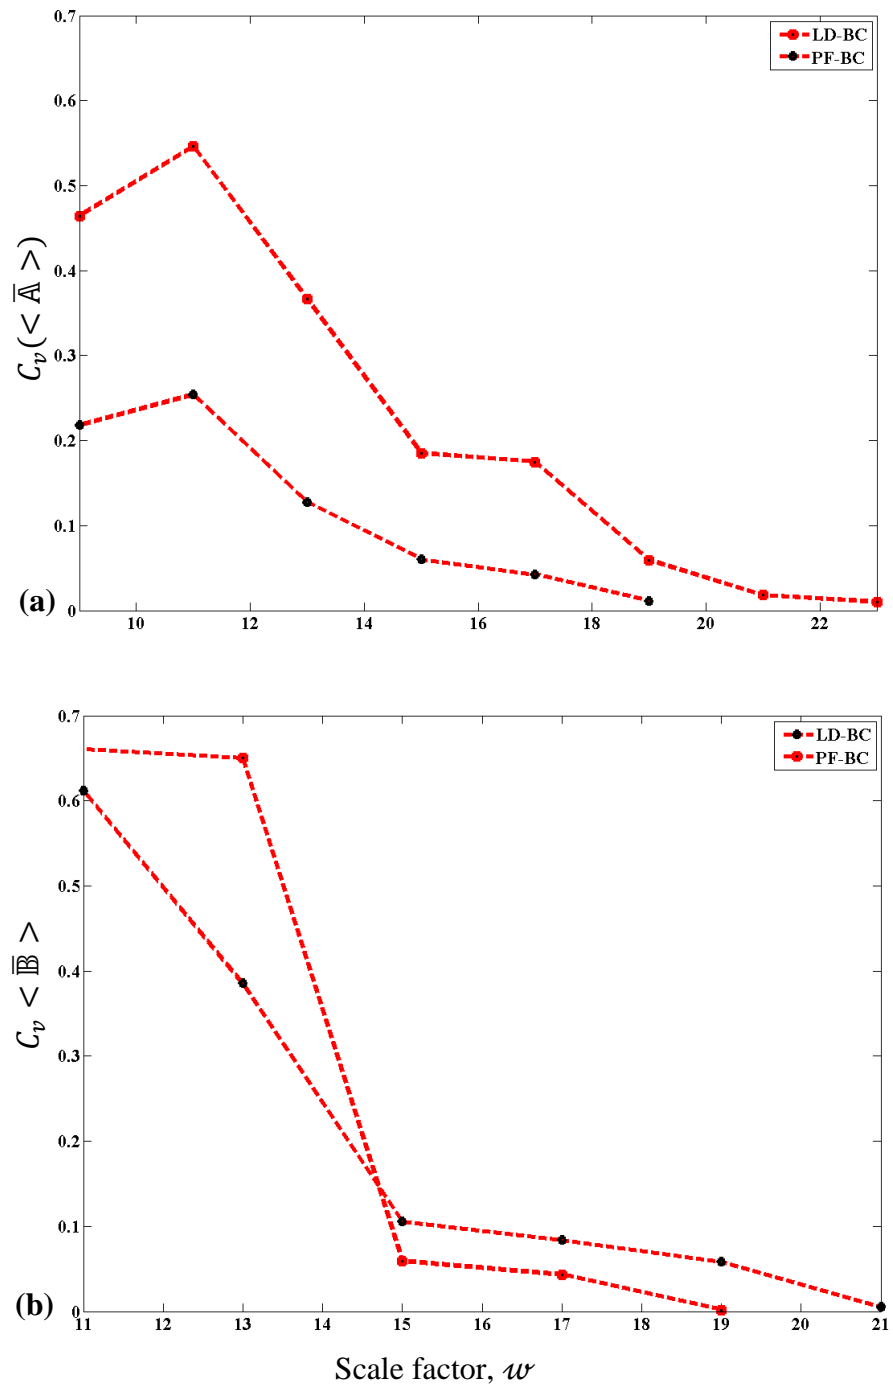 0.7
LD-BC
PF-BC
0.6
0.5
0.4
0.3
0.2
0.1
0
C_v(< 𝔸̅ >)
(a)
10 12 14 16 18 20 22
0.7
LD-BC
PF-BC
0.6
0.5
0.4
0.3
0.2
0.1
0
C_v < 𝔹̅ >
(b)
11 12 13 14 15 16 17 18 19 20 21
Scale factor, 𝓌